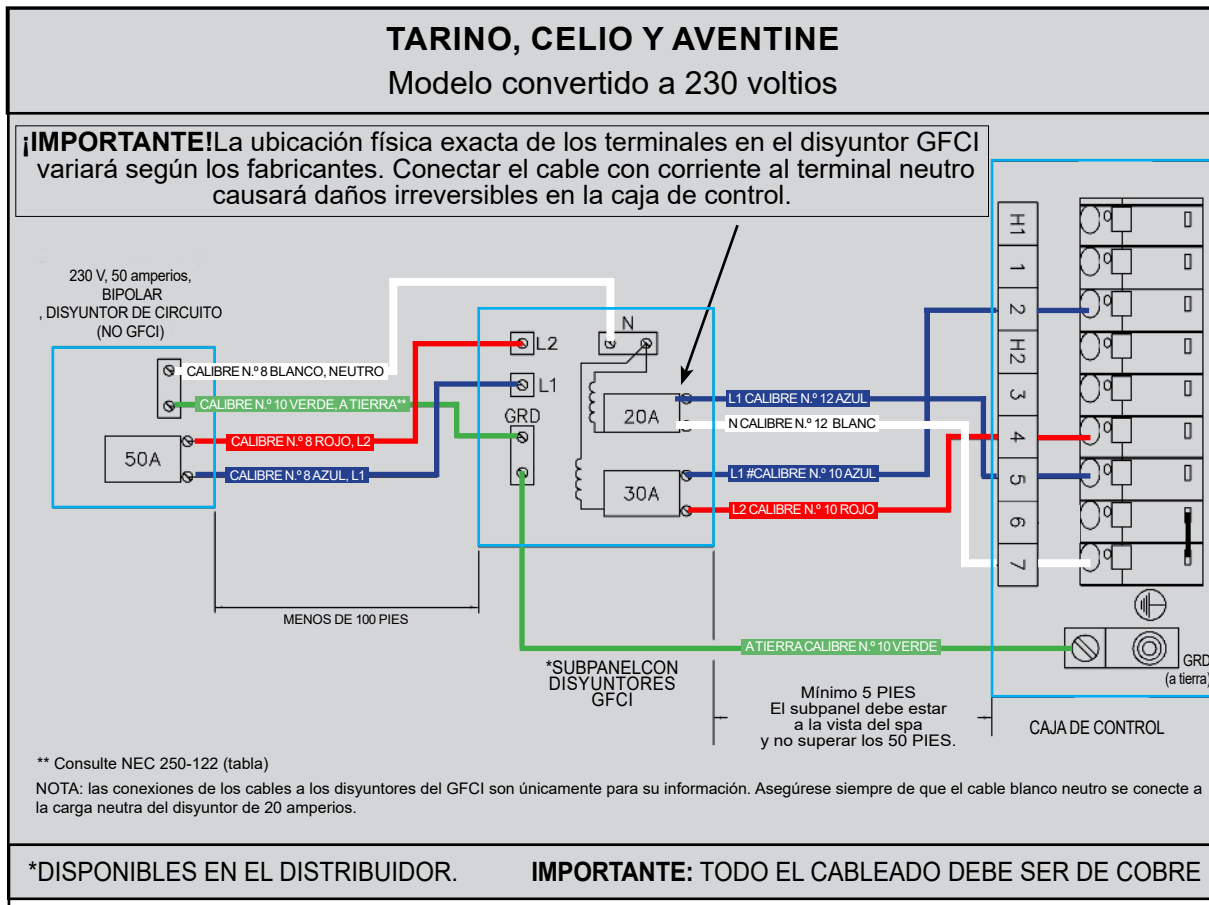 TARINO, CELIO Y AVENTINE
Modelo convertido a 230 voltios
¡IMPORTANTE!La ubicación física exacta de los terminales en el disyuntor GFCI
variará según los fabricantes. Conectar el cable con corriente al terminal neutro
causará daños irreversibles en la caja de control.
230 V, 50 amperios,
BIPOLAR
, DISYUNTOR DE CIRCUITO
(NO GFCI)
CALIBRE N.º 8 BLANCO, NEUTRO
CALIBRE N.º 10 VERDE, A TIERRA**
CALIBRE N.º 8 ROJO, L2
CALIBRE N.º 8 AZUL, L1
50A
MENOS DE 100 PIES
L2
L1
GRD
N
20A
30A
*SUBPANELCON
DISYUNTORES
GFCI
L1 CALIBRE N.º 12 AZUL
N CALIBRE N.º 12 BLANC
L1 #CALIBRE N.º 10 AZUL
L2 CALIBRE N.º 10 ROJO
A TIERRA CALIBRE N.º 10 VERDE
Mínimo 5 PIES
El subpanel debe estar
a la vista del spa
y no superar los 50 PIES.
H1
1
2
H2
3
4
5
6
7
GRD
(a tierra)
CAJA DE CONTROL
** Consulte NEC 250-122 (tabla)
NOTA: las conexiones de los cables a los disyuntores del GFCI son únicamente para su información. Asegúrese siempre de que el cable blanco neutro se conecte a
la carga neutra del disyuntor de 20 amperios.
*DISPONIBLES EN EL DISTRIBUIDOR. IMPORTANTE: TODO EL CABLEADO DEBE SER DE COBRE